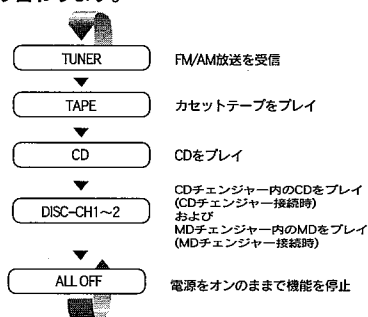 TUNER
FM/AM放送を受信
TAPE
カセットテープをプレイ
CD
CDをプレイ
DISC-CH1~2
CDチェンジャー内のCDをプレイ
(CDチェンジャー接続時)
および
MDチェンジャー内のMDをプレイ
(MDチェンジャー接続時)
ALL OFF
電源をオンのままで機能を停止